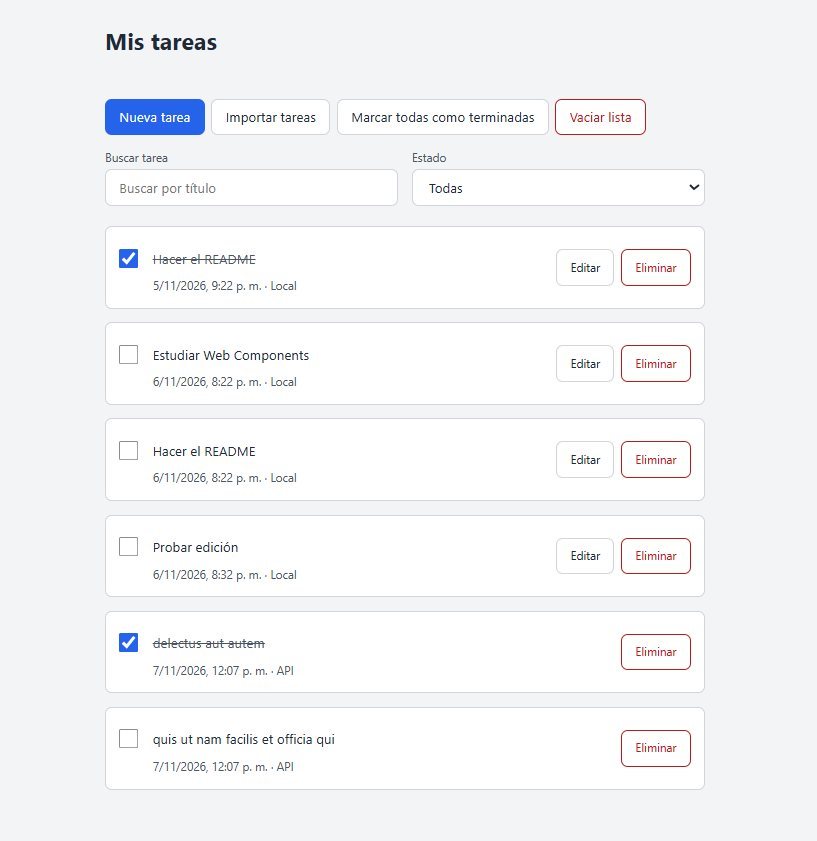 Mis tareas
Nueva tarea
Importar tareas
Marcar todas como terminadas
Vaciar lista
Buscar tarea
Estado
Buscar por título
Todas
Hacer el README
Editar
Eliminar
5/11/2026, 9:22 p. m. · Local
Estudiar Web Components
Editar
Eliminar
6/11/2026, 8:22 p. m. · Local
Hacer el README
Editar
Eliminar
6/11/2026, 8:22 p. m. · Local
Probar edición
Editar
Eliminar
6/11/2026, 8:32 p. m. · Local
delectus aut autem
Eliminar
7/11/2026, 12:07 p. m. · API
quis ut nam facilis et officia qui
Eliminar
7/11/2026, 12:07 p. m. · API